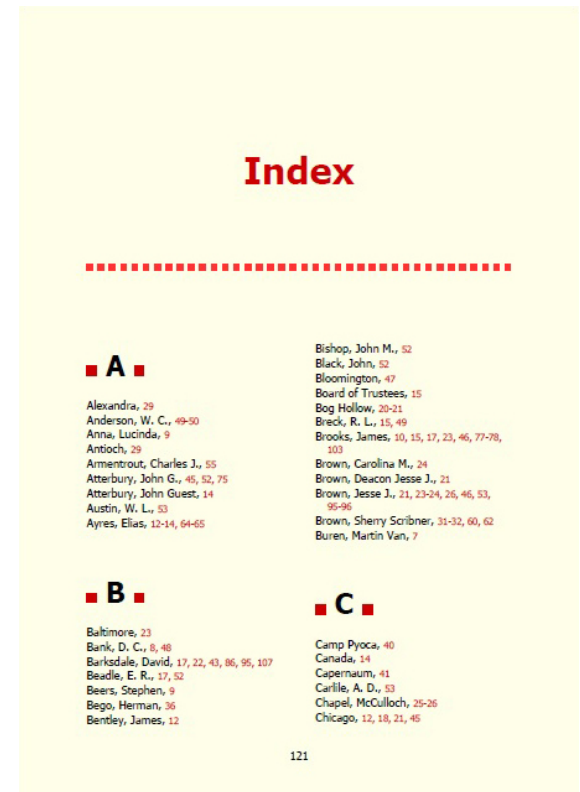 Index
A
Alexandra, 29
Anderson, W. C., 49-50
Anna, Lucinda, 9
Antioch, 29
Armentrout, Charles J., 55
Atterbury, John G., 45, 52, 75
Atterbury, John Guest, 14
Austin, W. L., 53
Ayres, Elias, 12-14, 64-65
B
Baltimore, 23
Bank, D. C., 8, 48
Barksdale, David, 17, 22, 43, 86, 95, 107
Beadle, E. R., 17, 52
Beers, Stephen, 9
Bego, Herman, 36
Bentley, James, 12
Bishop, John M., 52
Black, John, 52
Bloomington, 47
Board of Trustees, 15
Bog Hollow, 20-21
Breck, R. L., 15, 49
Brooks, James, 10, 15, 17, 23, 46, 77-78,
103
Brown, Carolina M., 24
Brown, Deacon Jesse J., 21
Brown, Jesse J., 21, 23-24, 26, 46, 53,
95-96
Brown, Sherry Scribner, 31-32, 60, 62
Buren, Martin Van, 7
C
Camp Pyoca, 40
Canada, 14
Capernaum, 41
Carlile, A. D., 53
Chapel, McCulloch, 25-26
Chicago, 12, 18, 21, 45
121